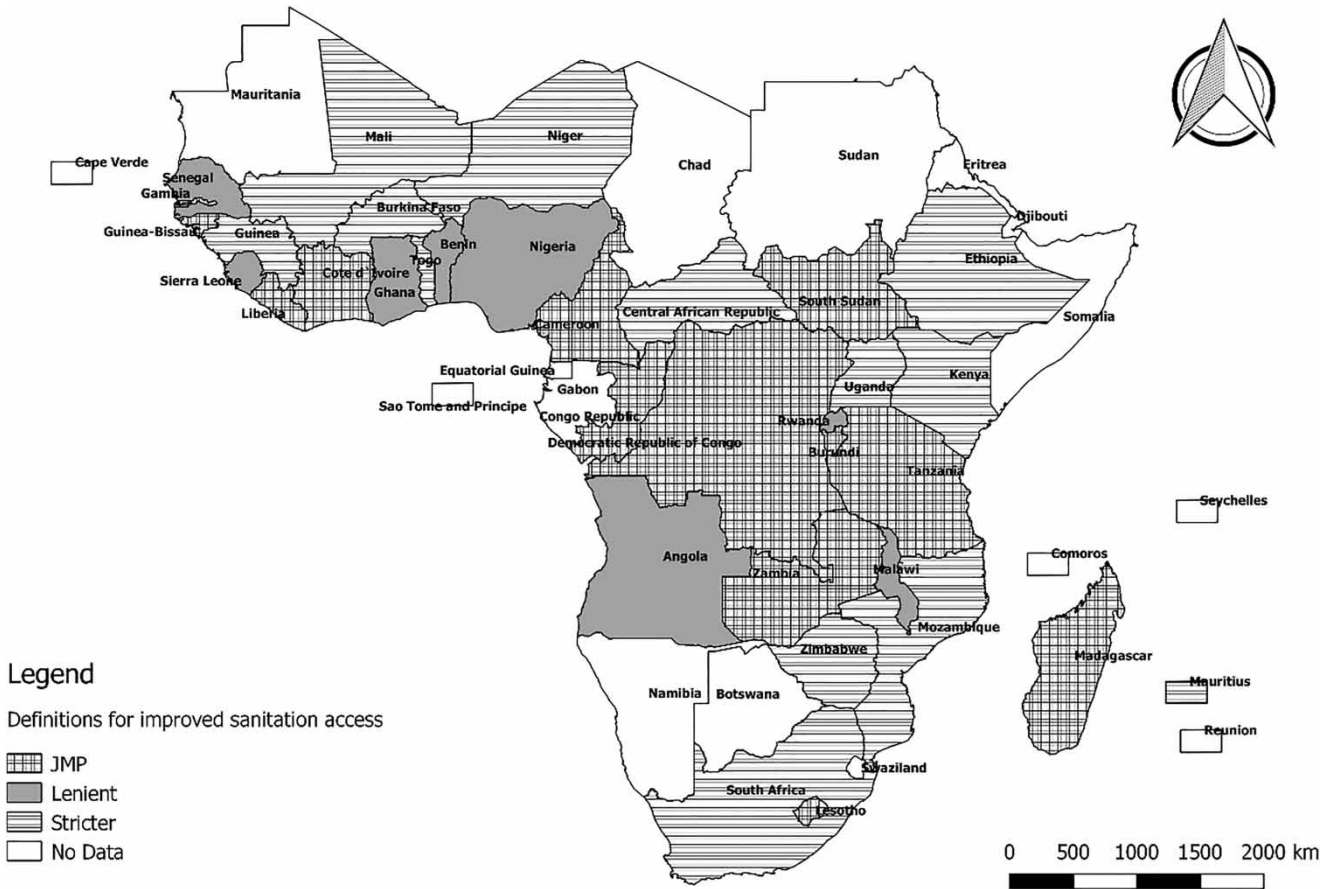 Mauritania
Mali
Niger
Chad
Sudan
Eritrea
Cape Verde
Senegal
Gambia
Guinea-Bissau
Guinea
Burkina Faso
Benin
Nigeria
Togo
Djibouti
Ethiopia
Sierra Leone
Cote d`Ivoire
Ghana
Liberia
Cameroon
Central African Republic
South Sudan
Somalia
Equatorial Guinea
Gabon
Sao Tome and Principe
Congo Republic
Democratic Republic of Congo
Uganda
Kenya
Rwanda
Burundi
Tanzania
Seychelles
Angola
Zambia
Malawi
Comoros
Mozambique
Zimbabwe
Madagascar
Namibia
Botswana
Mauritius
Reunion
Swaziland
South Africa
Lesotho
Legend
Definitions for improved sanitation access
JMP
Lenient
Stricter
No Data
0 500 1000 1500 2000 km